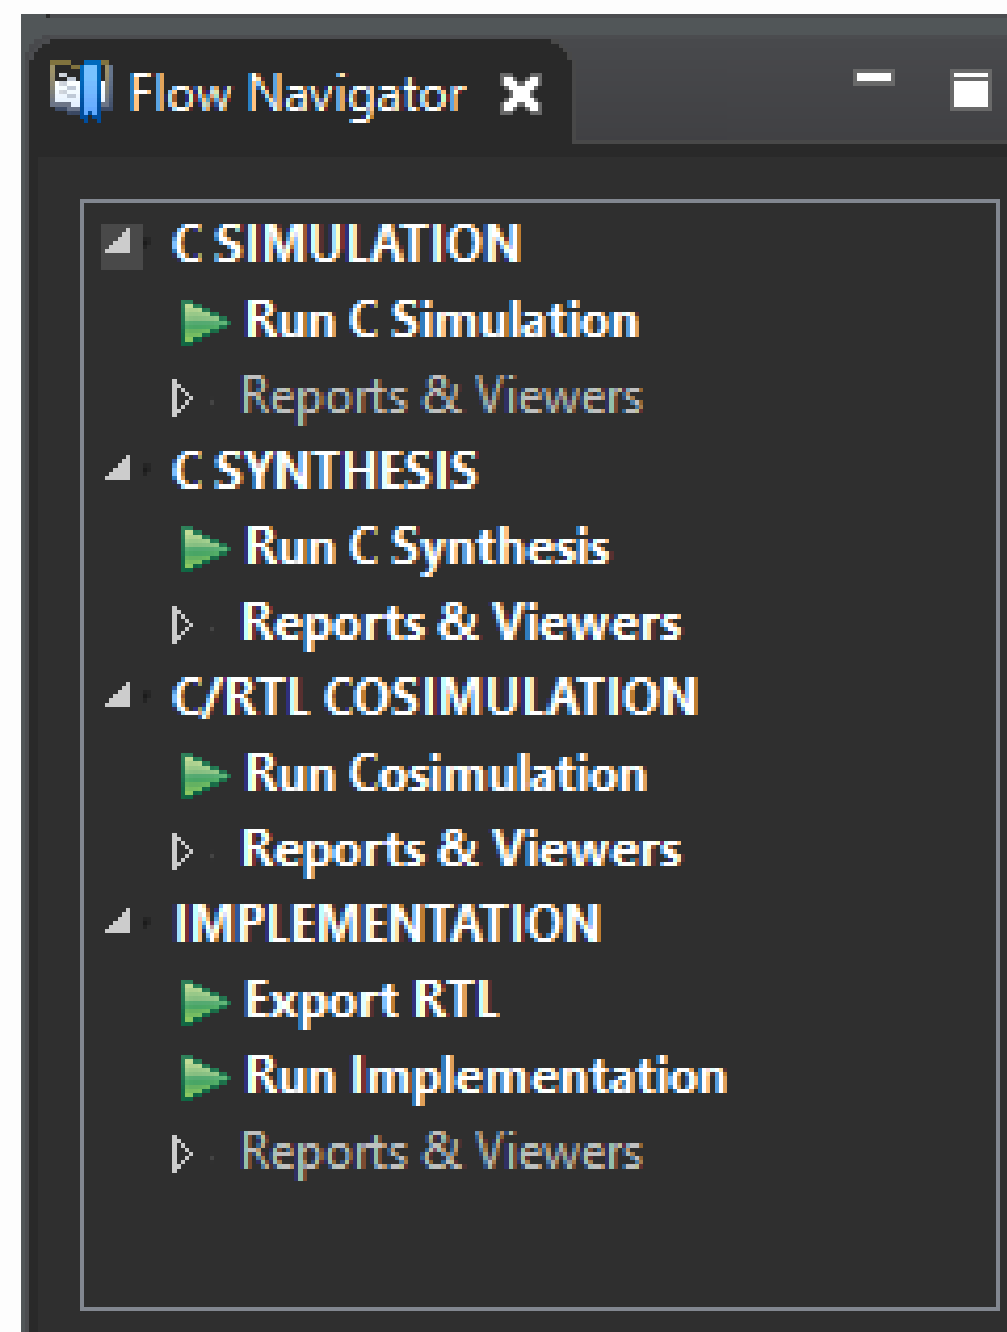 Flow Navigator
C SIMULATION
Run C Simulation
Reports & Viewers
C SYNTHESIS
Run C Synthesis
Reports & Viewers
C/RTL COSIMULATION
Run Cosimulation
Reports & Viewers
IMPLEMENTATION
Export RTL
Run Implementation
Reports & Viewers